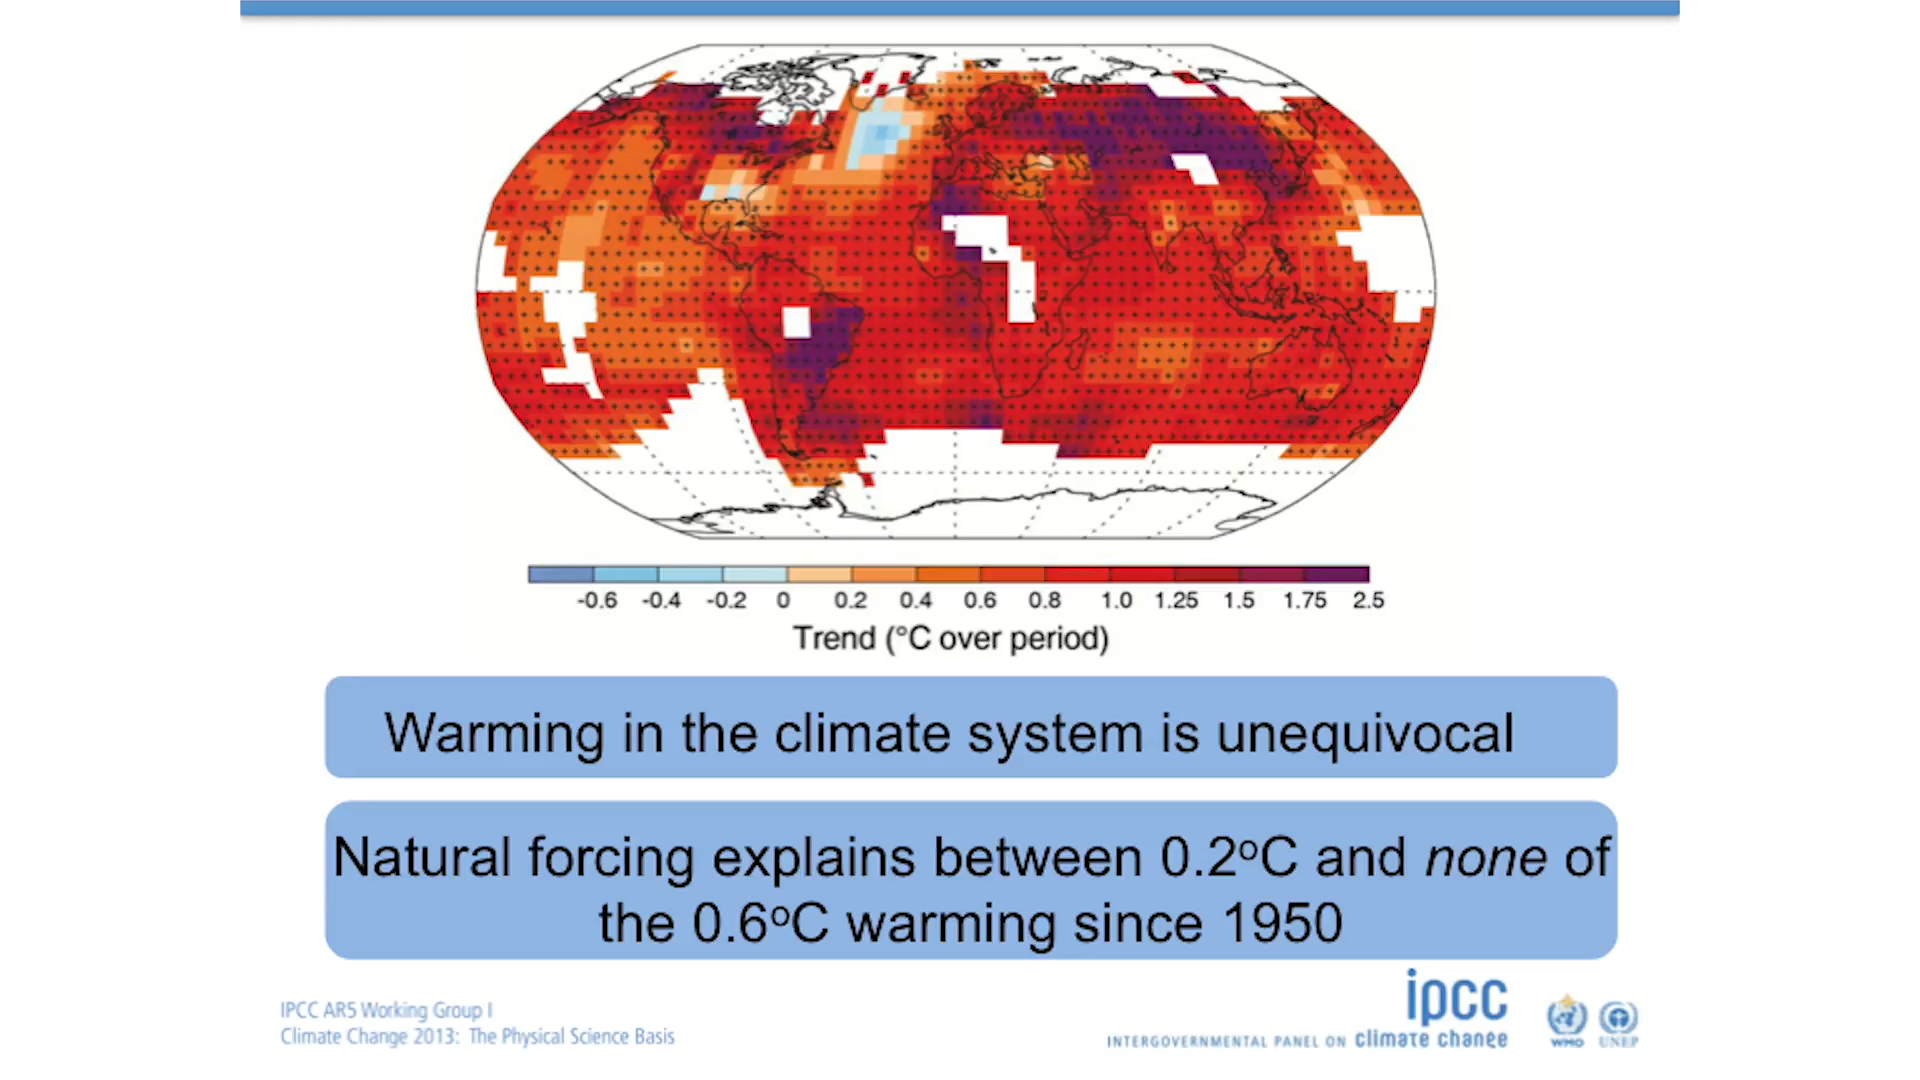 -0.6 -0.4 -0.2 0 0.2 0.4 0.6 0.8 1.0 1.25 1.5 1.75 2.5
Trend (°C over period)
Warming in the climate system is unequivocal
Natural forcing explains between 0.2°C and none of
the 0.6°C warming since 1950
IPCC AR5 Working Group I
Climate Change 2013: The Physical Science Basis
ipcc
INTERGOVERNMENTAL PANEL ON climate change
WMO UNEP